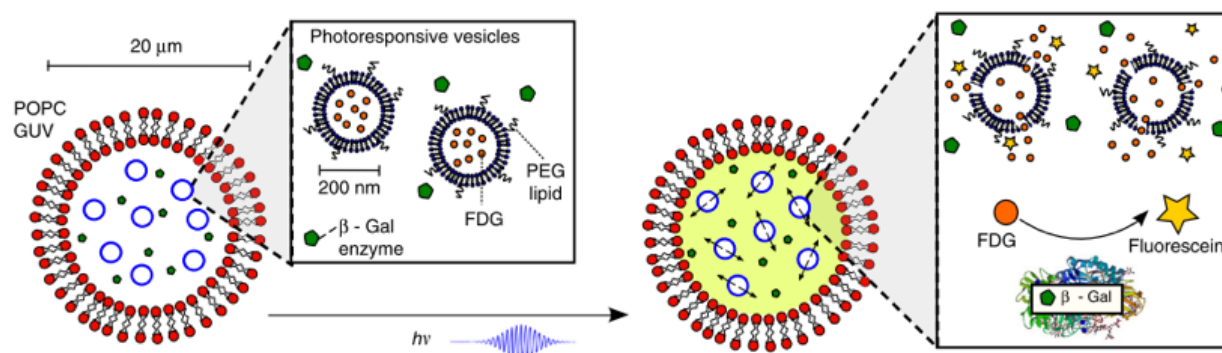 20 μm
POPC
GUV
Photoresponsive vesicles
200 nm
PEG
lipid
FDG
β - Gal
enzyme
hν
FDG
Fluorescein
β - Gal